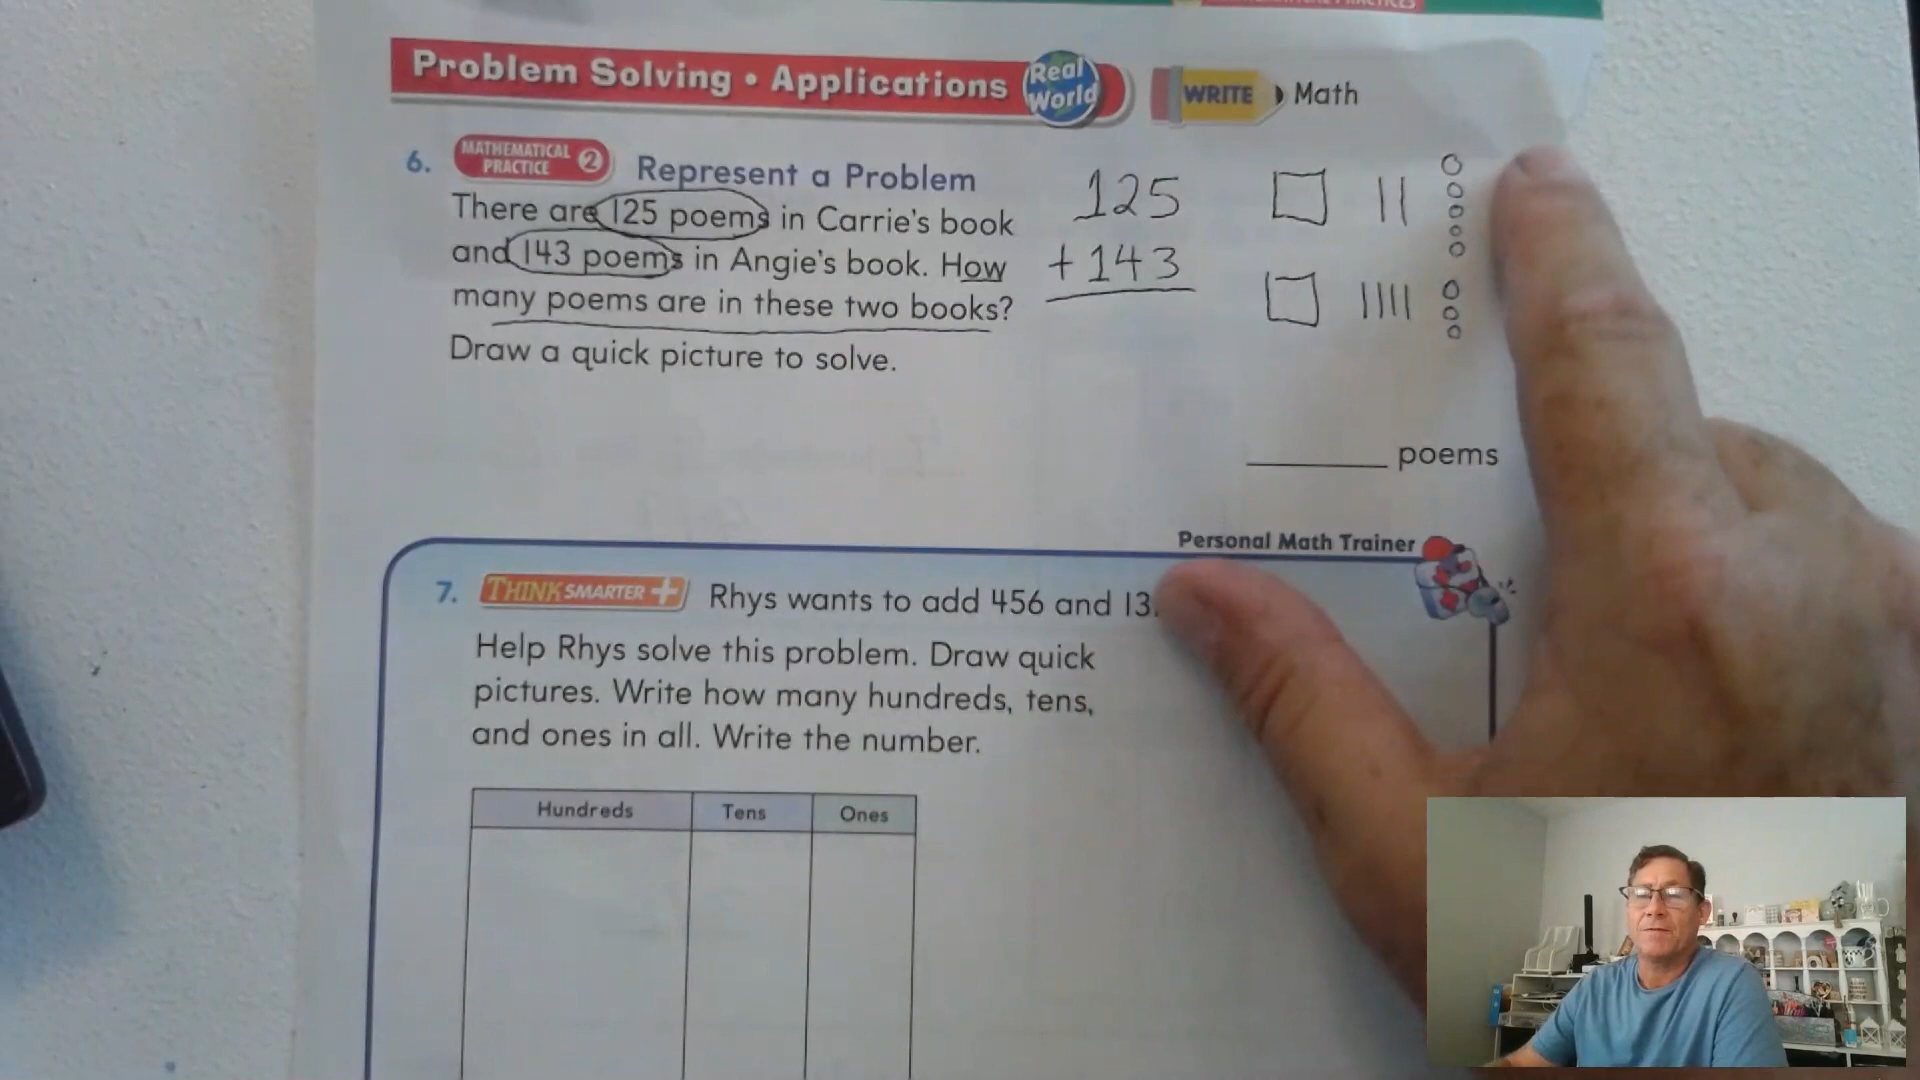 Problem Solving • Applications Real World WRITE Math
6. MATHEMATICAL PRACTICE 2 Represent a Problem
There are 125 poems in Carrie's book
and 143 poems in Angie's book. How
many poems are in these two books?
Draw a quick picture to solve.
125
+143
_______ poems
Personal Math Trainer
7. THINK SMARTER + Rhys wants to add 456 and 13
Help Rhys solve this problem. Draw quick
pictures. Write how many hundreds, tens,
and ones in all. Write the number.
Hundreds Tens Ones